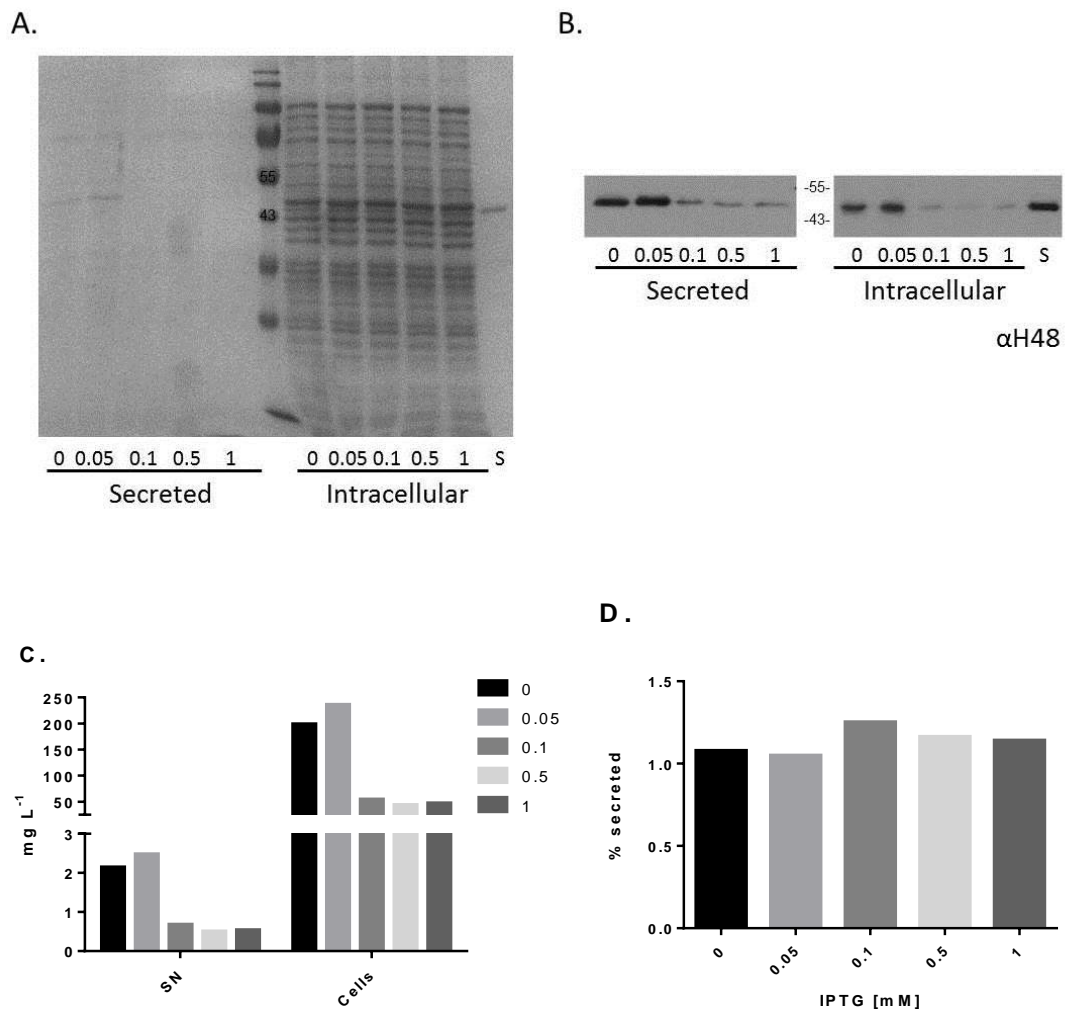 A.
B.
55
43
0 0.05 0.1 0.5 1
Secreted
0 0.05 0.1 0.5 1 S
Intracellular
-55-
-43-
0 0.05 0.1 0.5 1
Secreted
0 0.05 0.1 0.5 1 S
Intracellular
αH48
C.
mg L-1
250
200
150
100
50
3
2
1
0
SN
Cells
0
0.05
0.1
0.5
1
D.
% secreted
1.5
1.0
0.5
0.0
0
0.05
0.1
0.5
1
IPTG [mM]